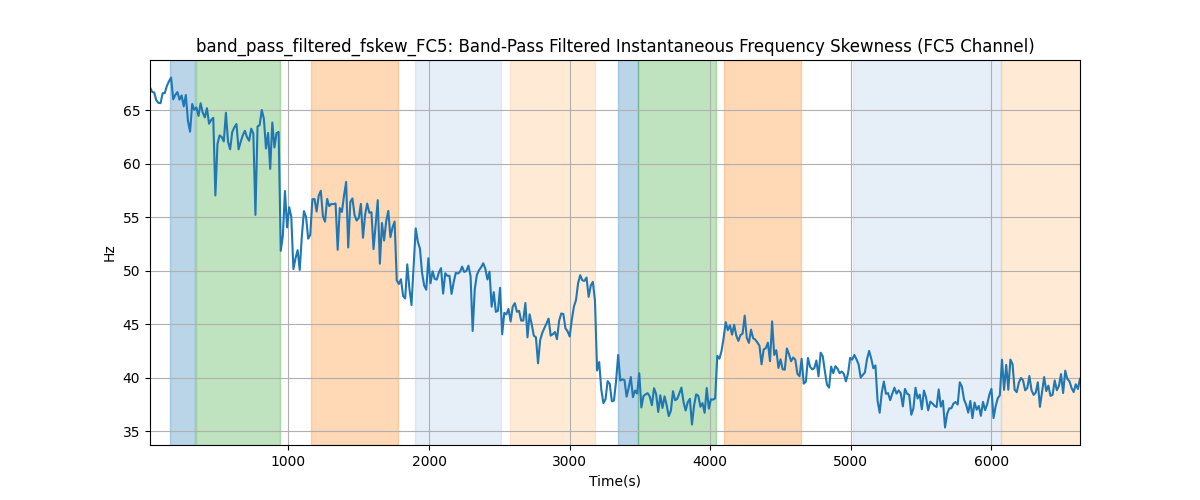 band_pass_filtered_fskew_FC5: Band-Pass Filtered Instantaneous Frequency Skewness (FC5 Channel)
65
60
55
50
45
40
35
Hz
1000 2000 3000 4000 5000 6000
Time(s)